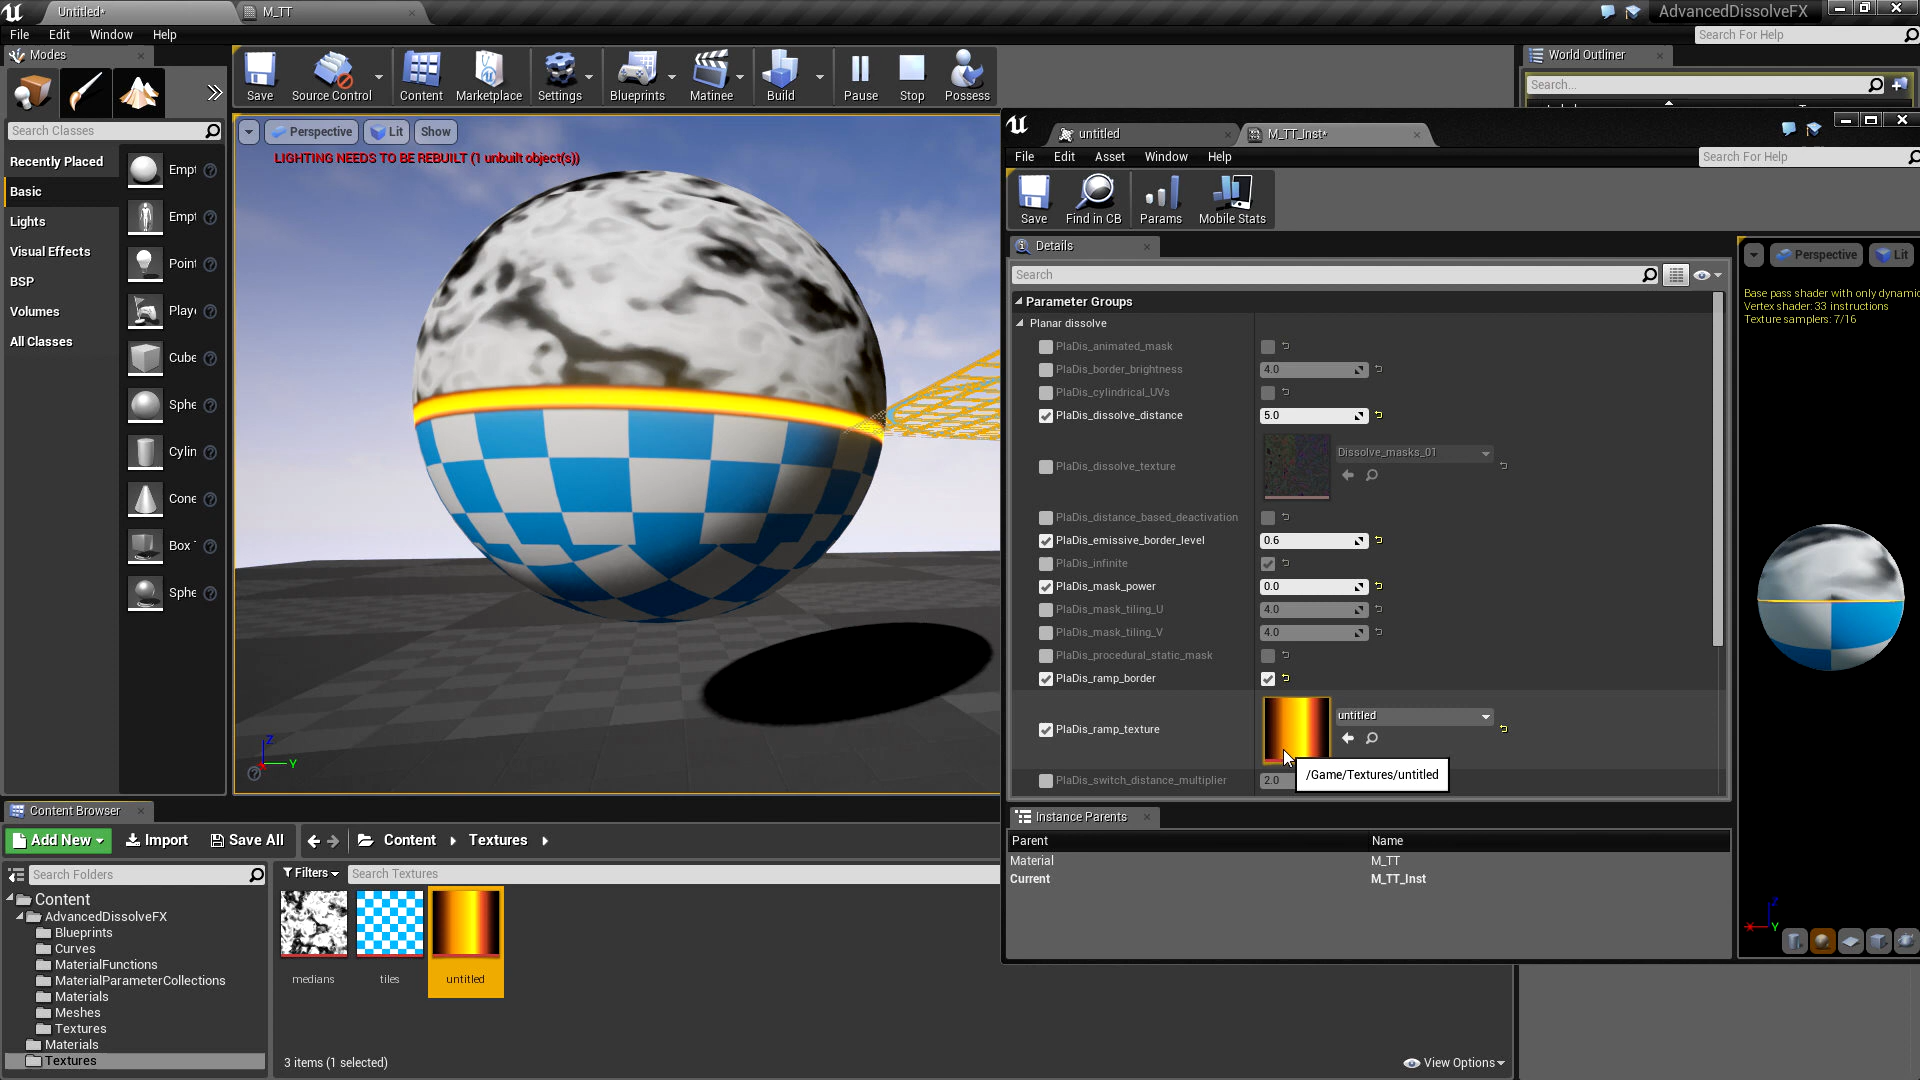 Untitled*
M_TT
AdvancedDissolveFX
File Edit Window Help
Search For Help
Modes
Search Classes
Recently Placed
Basic
Lights
Visual Effects
BSP
Volumes
All Classes
Empt
Empt
Point
Playe
Cube
Sphe
Cylin
Cone
Box
Sphe
Save
Source Control
Content
Marketplace
Settings
Blueprints
Matinee
Build
Pause
Stop
Possess
Perspective Lit Show
LIGHTING NEEDS TO BE REBUILT (1 unbuilt object(s))
Z
Y
World Outliner
Search...
untitled
M_TT_Inst*
File Edit Asset Window Help
Search For Help
Save
Find in CB
Params
Mobile Stats
Details
Search
Parameter Groups
Planar dissolve
PlaDis_animated_mask
PlaDis_border_brightness 4.0
PlaDis_cylindrical_UVs
PlaDis_dissolve_distance 5.0
PlaDis_dissolve_texture Dissolve_masks_01
PlaDis_distance_based_deactivation
PlaDis_emissive_border_level 0.6
PlaDis_infinite
PlaDis_mask_power 0.0
PlaDis_mask_tiling_U 4.0
PlaDis_mask_tiling_V 4.0
PlaDis_procedural_static_mask
PlaDis_ramp_border
PlaDis_ramp_texture untitled
/Game/Textures/untitled
PlaDis_switch_distance_multiplier 2.0
Instance Parents
Parent Name
Material M_TT
Current M_TT_Inst
Perspective Lit
Base pass shader with only dynamic
Vertex shader: 33 instructions
Texture samplers: 7/16
Z
Y
Content Browser
Add New Import Save All Content Textures
Search Folders
Filters Search Textures
Content
AdvancedDissolveFX
Blueprints
Curves
MaterialFunctions
MaterialParameterCollections
Materials
Meshes
Textures
Materials
Textures
medians
tiles
untitled
3 items (1 selected)
View Options